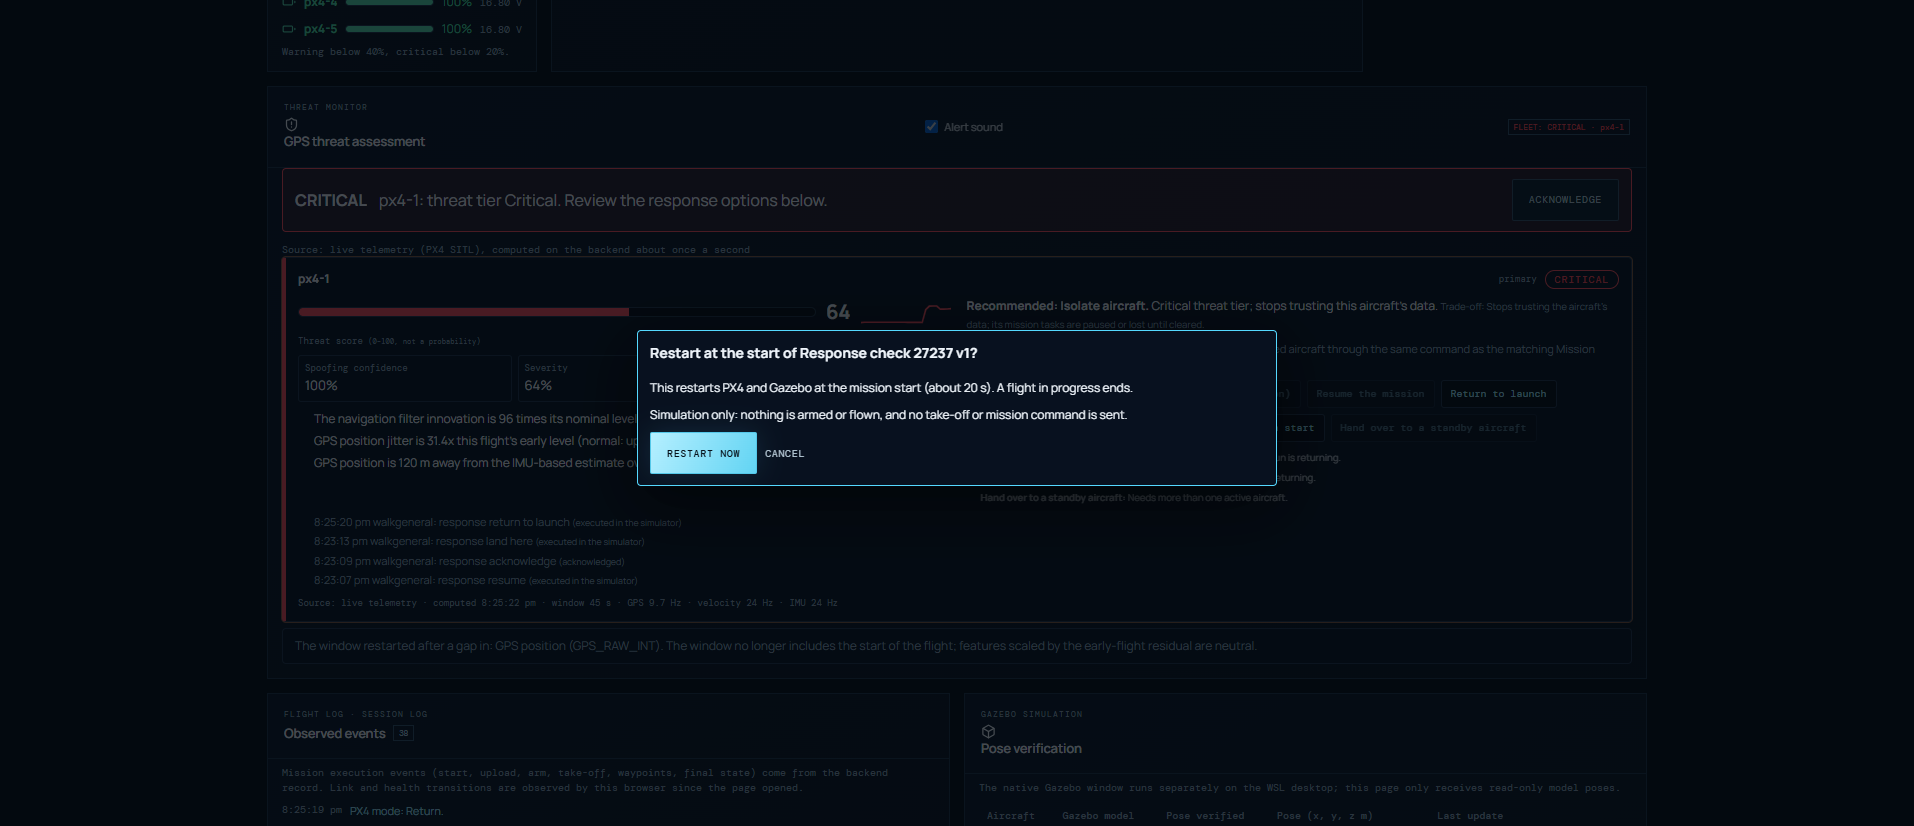 px4-4 100% 16.80 V
px4-5 100% 16.80 V
Warning below 40%, critical below 20%.
THREAT MONITOR
GPS threat assessment
Alert sound
FLEET: CRITICAL · px4-1
CRITICAL px4-1: threat tier Critical. Review the response options below.
ACKNOWLEDGE
Source: live telemetry (PX4 SITL), computed on the backend about once a second
px4-1
primary CRITICAL
64
Threat score (0-100, not a probability)
Spoofing confidence
100%
Severity
64%
The navigation filter innovation is 96 times its nominal level
GPS position jitter is 31.4x this flight's early level (normal: up
GPS position is 120 m away from the IMU-based estimate ov
Recommended: Isolate aircraft. Critical threat tier; stops trusting this aircraft's data. Trade-off: Stops trusting the aircraft's
data; its mission tasks are paused or lost until cleared.
d aircraft through the same command as the matching Mission
Resume the mission
Return to launch
start
Hand over to a standby aircraft
n is returning.
eturning.
Hand over to a standby aircraft: Needs more than one active aircraft.
Restart at the start of Response check 27237 v1?
This restarts PX4 and Gazebo at the mission start (about 20 s). A flight in progress ends.
Simulation only: nothing is armed or flown, and no take-off or mission command is sent.
RESTART NOW
CANCEL
8:25:20 pm walkgeneral: response return to launch (executed in the simulator)
8:23:13 pm walkgeneral: response land here (executed in the simulator)
8:23:09 pm walkgeneral: response acknowledge (acknowledged)
8:23:07 pm walkgeneral: response resume (executed in the simulator)
Source: live telemetry · computed 8:25:22 pm · window 45 s · GPS 9.7 Hz · velocity 24 Hz · IMU 24 Hz
The window restarted after a gap in: GPS position (GPS_RAW_INT). The window no longer includes the start of the flight; features scaled by the early-flight residual are neutral.
FLIGHT LOG · SESSION LOG
Observed events 38
Mission execution events (start, upload, arm, take-off, waypoints, final state) come from the backend
record. Link and health transitions are observed by this browser since the page opened.
8:25:19 pm PX4 mode: Return.
GAZEBO SIMULATION
Pose verification
The native Gazebo window runs separately on the WSL desktop; this page only receives read-only model poses.
Aircraft Gazebo model Pose verified Pose (x, y, z m) Last update